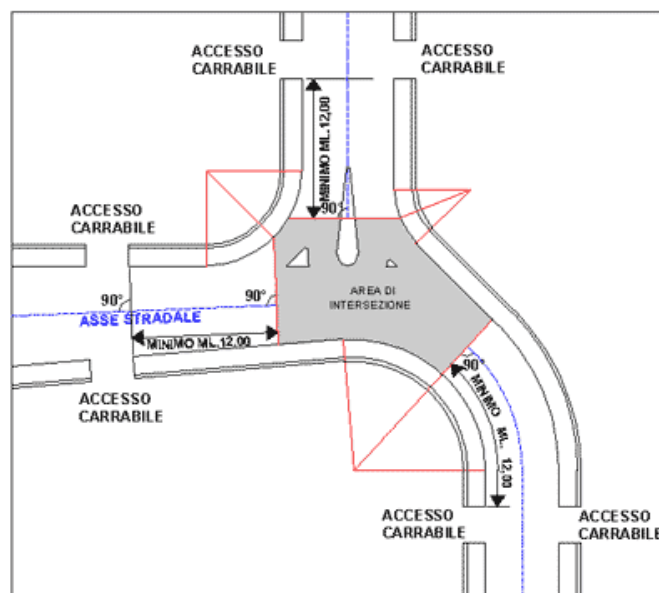 ACCESSO
CARRABILE
ACCESSO
CARRABILE
MINIMO ML.12,00
90°
ACCESSO
CARRABILE
90°
90°
ASSE STRADALE
MINIMO ML.12,00
AREA DI
INTERSEZIONE
90°
MINIMO ML. 12,00
ACCESSO
CARRABILE
ACCESSO
CARRABILE
ACCESSO
CARRABILE